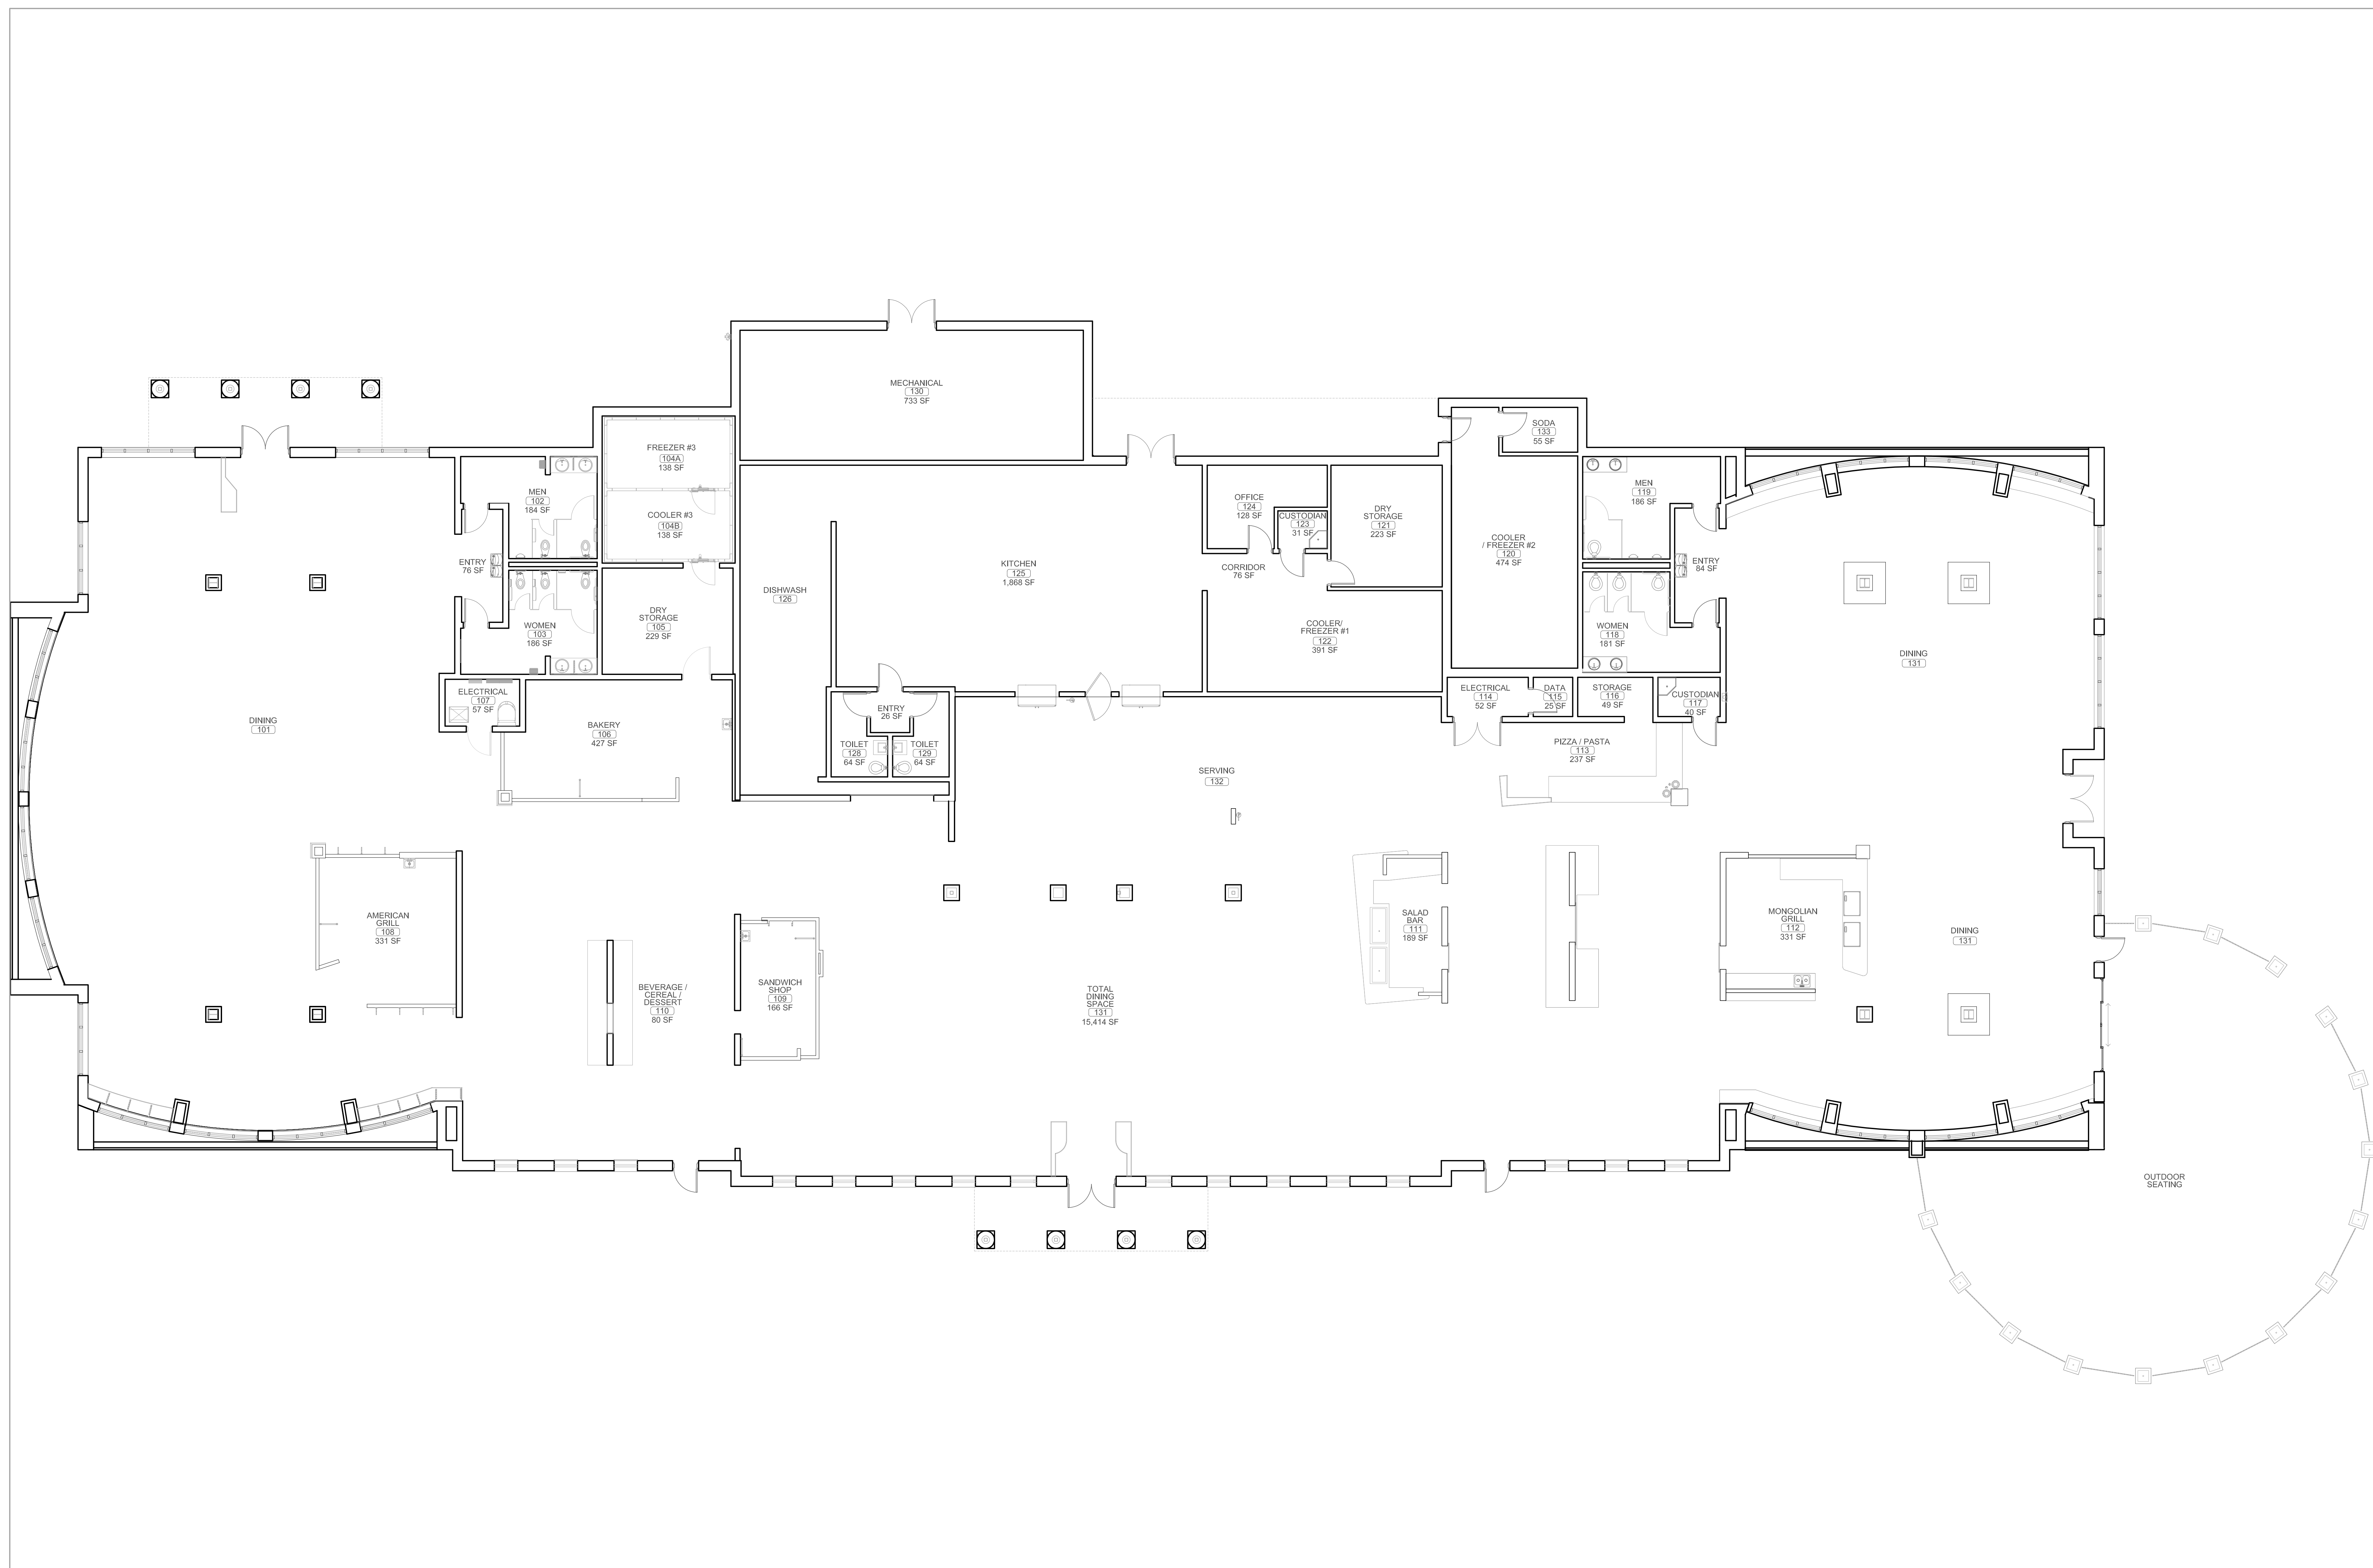 MECHANICAL
130
733 SF
FREEZER #3
104A
138 SF
SODA
133
55 SF
MEN
102
184 SF
COOLER #3
104B
138 SF
OFFICE
124
128 SF
CUSTODIAN
123
31 SF
DRY
STORAGE
121
223 SF
MEN
119
186 SF
COOLER
/ FREEZER #2
120
474 SF
ENTRY
76 SF
KITCHEN
125
1,868 SF
CORRIDOR
76 SF
ENTRY
84 SF
DISHWASH
126
WOMEN
103
186 SF
DRY
STORAGE
105
229 SF
COOLER/
FREEZER #1
122
391 SF
WOMEN
118
181 SF
DINING
131
ELECTRICAL
107
57 SF
ELECTRICAL
114
52 SF
DATA
115
25 SF
STORAGE
116
49 SF
CUSTODIAN
117
40 SF
DINING
101
BAKERY
106
427 SF
ENTRY
26 SF
TOILET
128
64 SF
TOILET
129
64 SF
PIZZA / PASTA
113
237 SF
SERVING
132
AMERICAN
GRILL
108
331 SF
SALAD
BAR
111
189 SF
MONGOLIAN
GRILL
112
331 SF
DINING
131
BEVERAGE /
CEREAL /
DESSERT
110
80 SF
SANDWICH
SHOP
109
166 SF
TOTAL
DINING
SPACE
131
15,414 SF
OUTDOOR
SEATING